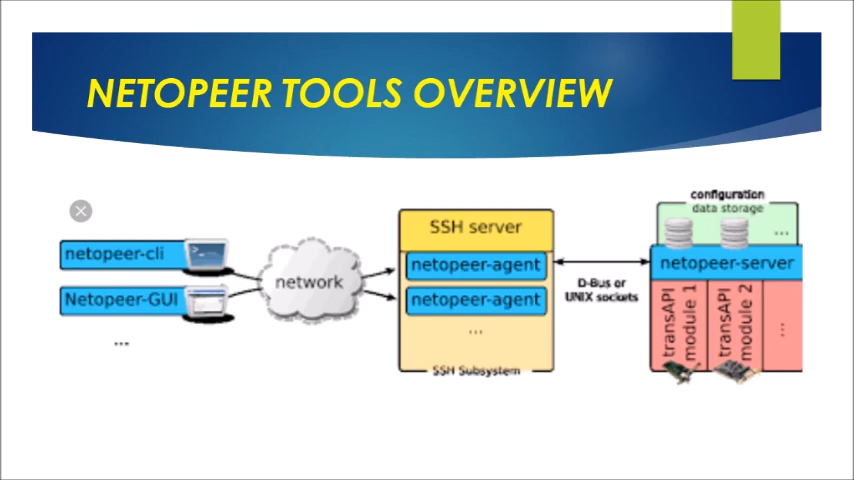 NETOPEER TOOLS OVERVIEW
netopeer-cli
Netopeer-GUI
...
network
SSH server
netopeer-agent
netopeer-agent
...
SSH Subsystem
D-Bus or
UNIX sockets
configuration
data storage
...
netopeer-server
transAPI
module 1
transAPI
module 2
...